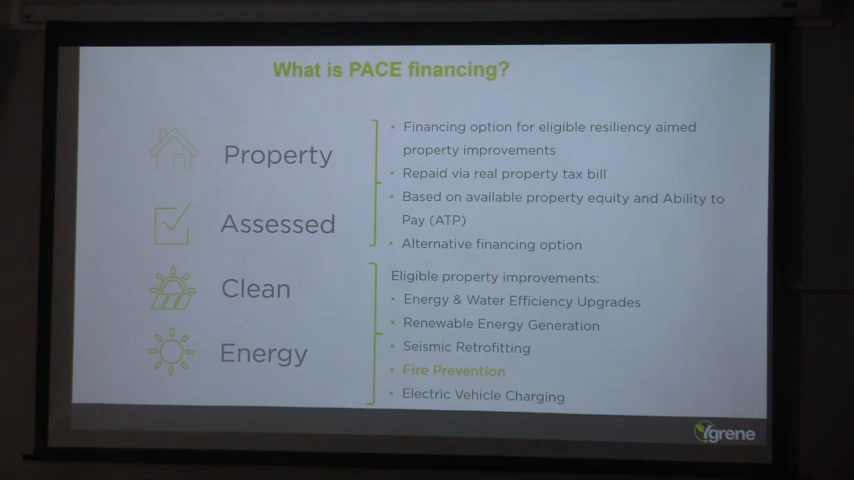 What is PACE financing?
Property
Assessed
Clean
Energy
• Financing option for eligible resiliency aimed
property improvements
• Repaid via real property tax bill
• Based on available property equity and Ability to
Pay (ATP)
• Alternative financing option
Eligible property improvements:
• Energy & Water Efficiency Upgrades
• Renewable Energy Generation
• Seismic Retrofitting
• Fire Prevention
• Electric Vehicle Charging
Ygrene